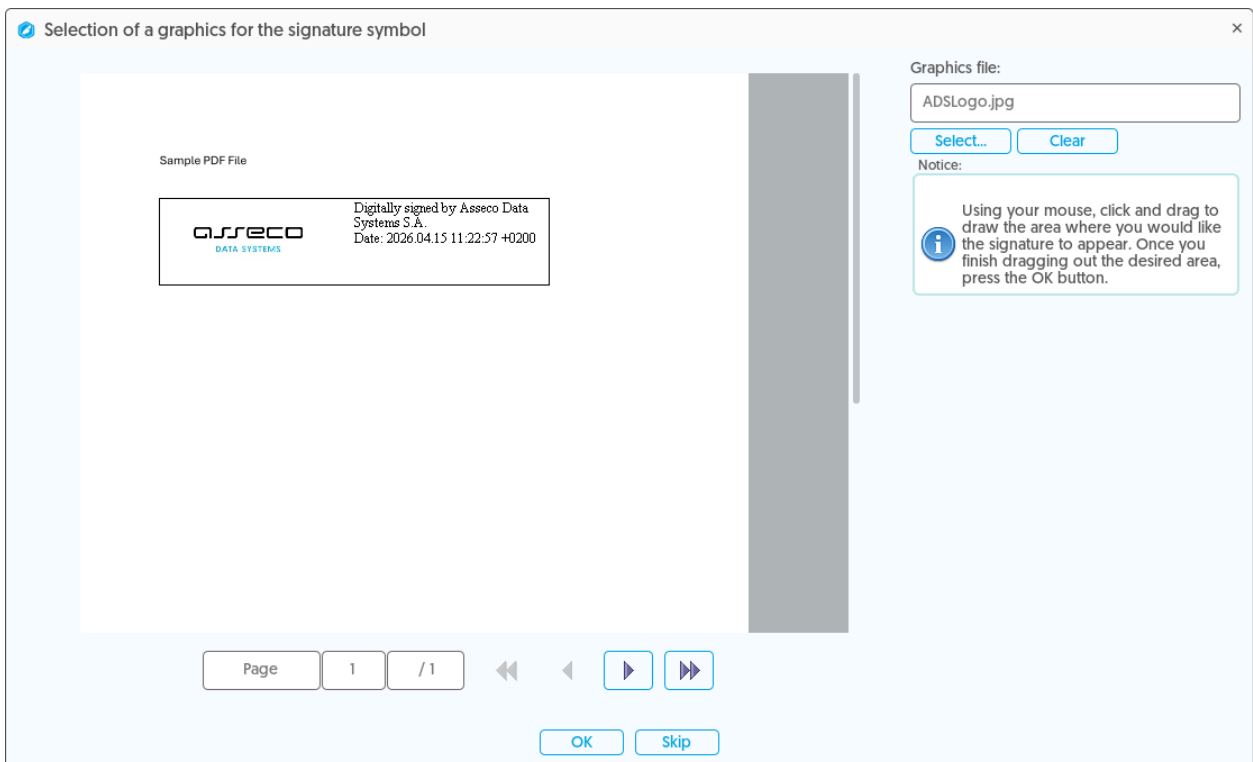 Selection of a graphics for the signature symbol
×
Graphics file:
ADSLogo.jpg
Select...
Clear
Notice:
Using your mouse, click and drag to
draw the area where you would like
the signature to appear. Once you
finish dragging out the desired area,
press the OK button.
Sample PDF File
asseco
DATA SYSTEMS
Digitally signed by Asseco Data
Systems S.A.
Date: 2026.04.15 11:22:57 +0200
Page
1
/ 1
OK
Skip